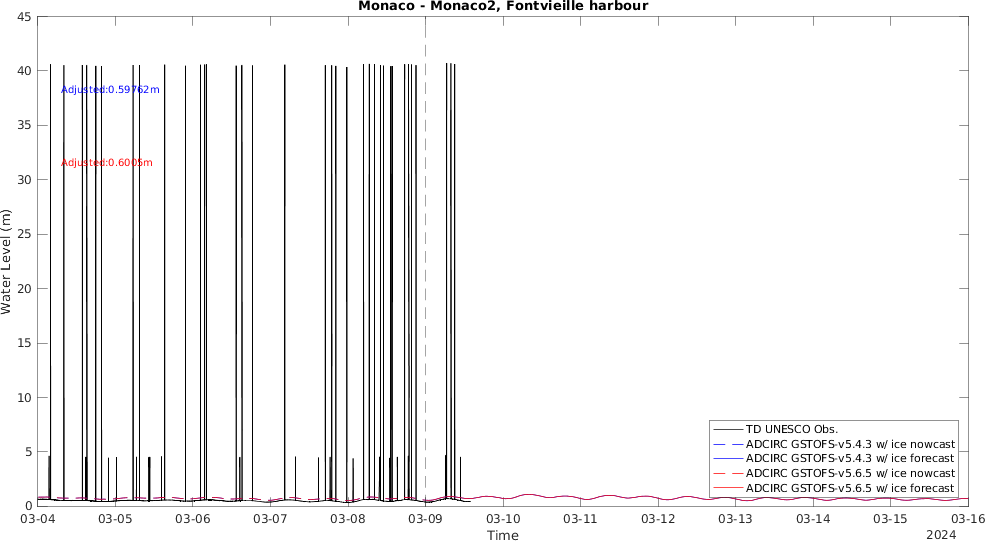 Monaco - Monaco2, Fontvieille harbour
45
40
35
30
25
20
15
10
5
0
Water Level (m)
Adjusted:0.59762m
Adjusted:0.6005m
TD UNESCO Obs.
ADCIRC GSTOFS-v5.4.3 w/ ice nowcast
ADCIRC GSTOFS-v5.4.3 w/ ice forecast
ADCIRC GSTOFS-v5.6.5 w/ ice nowcast
ADCIRC GSTOFS-v5.6.5 w/ ice forecast
03-04 03-05 03-06 03-07 03-08 03-09 03-10 03-11 03-12 03-13 03-14 03-15 03-16
Time
2024